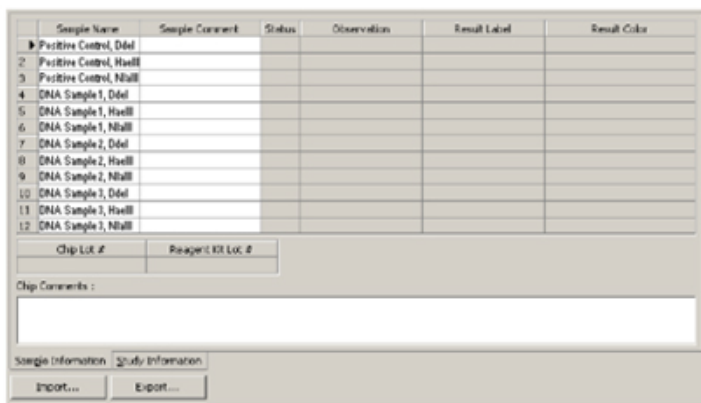 Sample Name Sample Comment Status Observation Result Label Result Color
Positive Control, DdeI
2 Positive Control, HaeIII
3 Positive Control, NlaIII
4 DNA Sample 1, DdeI
5 DNA Sample 1, HaeIII
6 DNA Sample 1, NlaIII
7 DNA Sample 2, DdeI
8 DNA Sample 2, HaeIII
9 DNA Sample 2, NlaIII
10 DNA Sample 3, DdeI
11 DNA Sample 3, HaeIII
12 DNA Sample 3, NlaIII
Chip Lot # Reagent Kit Lot #
Chip Comments :
Sample Information Study Information
Import... Export...